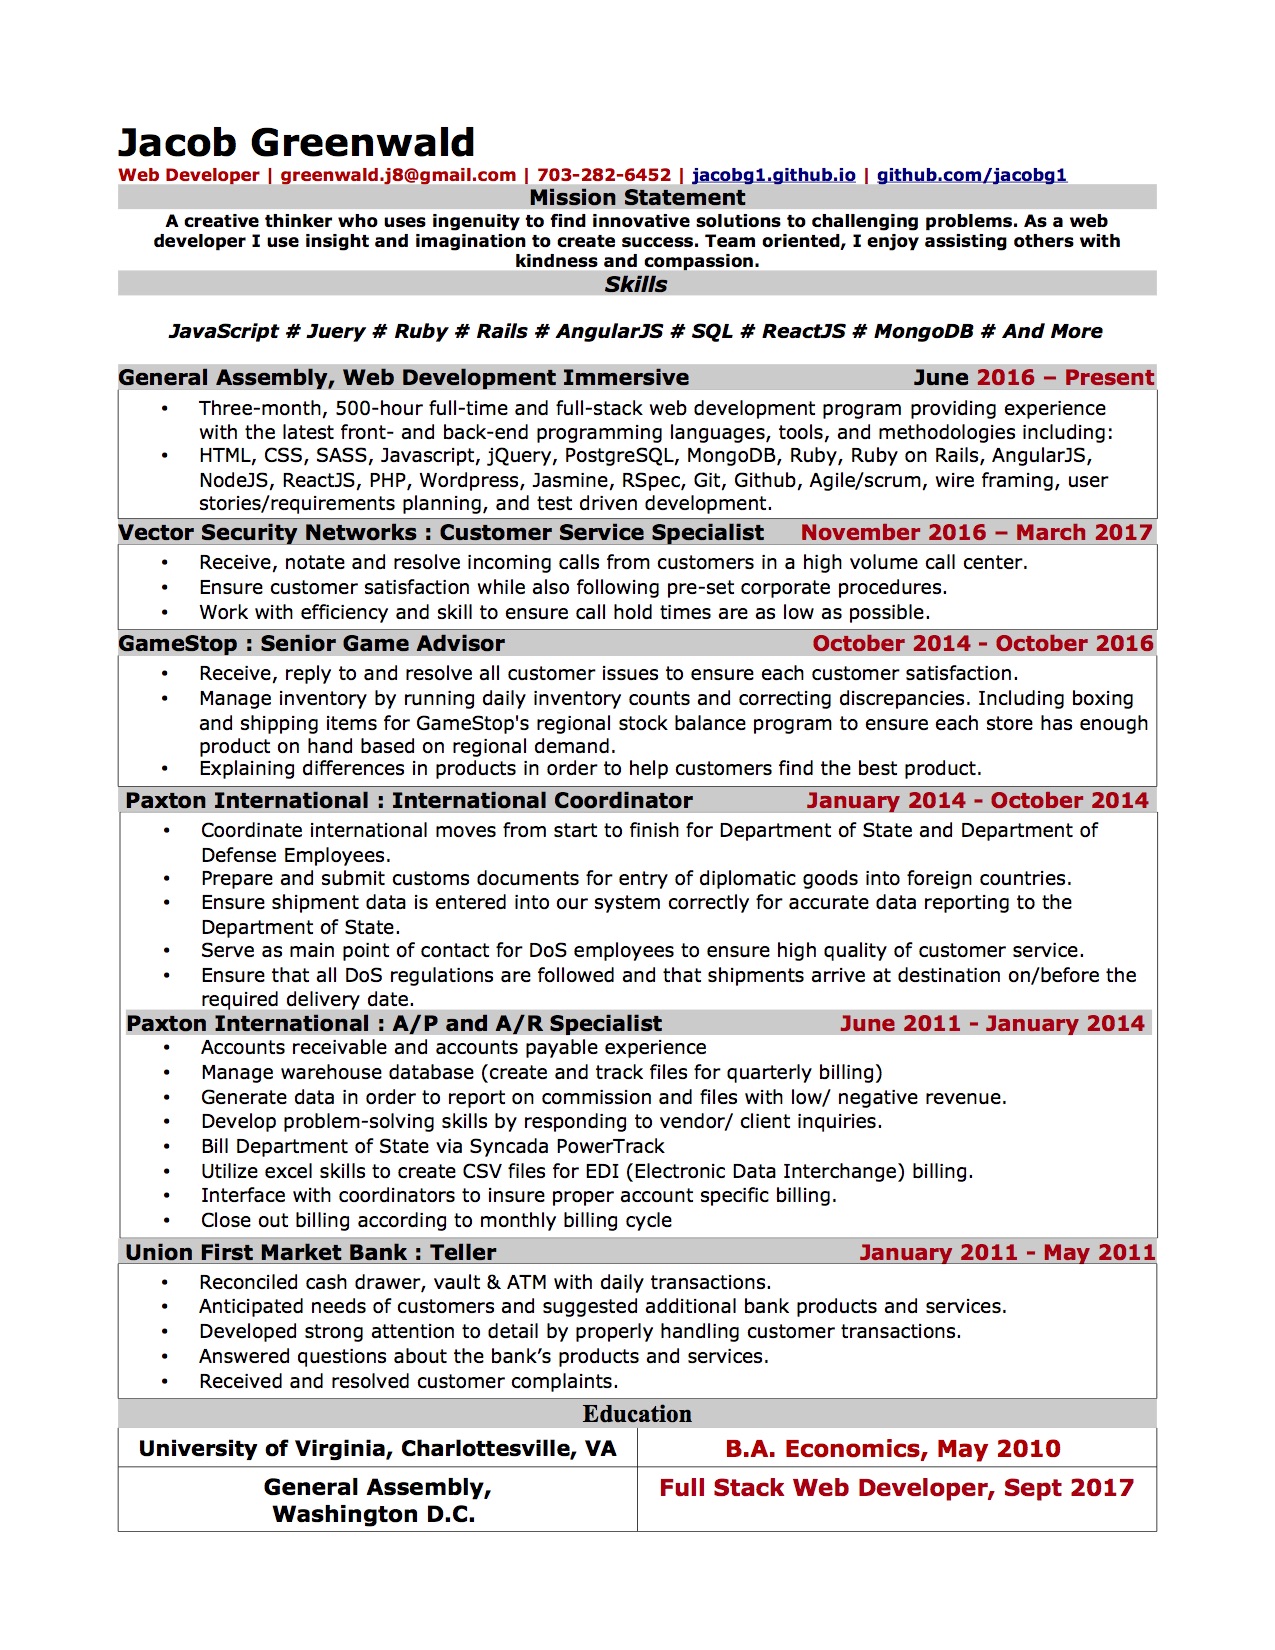 Jacob Greenwald
Web Developer | greenwald.j8@gmail.com | 703-282-6452 | jacobg1.github.io | github.com/jacobg1
Mission Statement
A creative thinker who uses ingenuity to find innovative solutions to challenging problems. As a web
developer I use insight and imagination to create success. Team oriented, I enjoy assisting others with
kindness and compassion.
Skills
JavaScript # Juery # Ruby # Rails # AngularJS # SQL # ReactJS # MongoDB # And More
General Assembly, Web Development Immersive June 2016 – Present
• Three-month, 500-hour full-time and full-stack web development program providing experience
with the latest front- and back-end programming languages, tools, and methodologies including:
• HTML, CSS, SASS, Javascript, jQuery, PostgreSQL, MongoDB, Ruby, Ruby on Rails, AngularJS,
NodeJS, ReactJS, PHP, Wordpress, Jasmine, RSpec, Git, Github, Agile/scrum, wire framing, user
stories/requirements planning, and test driven development.
Vector Security Networks : Customer Service Specialist November 2016 – March 2017
• Receive, notate and resolve incoming calls from customers in a high volume call center.
• Ensure customer satisfaction while also following pre-set corporate procedures.
• Work with efficiency and skill to ensure call hold times are as low as possible.
GameStop : Senior Game Advisor October 2014 - October 2016
• Receive, reply to and resolve all customer issues to ensure each customer satisfaction.
• Manage inventory by running daily inventory counts and correcting discrepancies. Including boxing
and shipping items for GameStop's regional stock balance program to ensure each store has enough
product on hand based on regional demand.
• Explaining differences in products in order to help customers find the best product.
Paxton International : International Coordinator January 2014 - October 2014
• Coordinate international moves from start to finish for Department of State and Department of
Defense Employees.
• Prepare and submit customs documents for entry of diplomatic goods into foreign countries.
• Ensure shipment data is entered into our system correctly for accurate data reporting to the
Department of State.
• Serve as main point of contact for DoS employees to ensure high quality of customer service.
• Ensure that all DoS regulations are followed and that shipments arrive at destination on/before the
required delivery date.
Paxton International : A/P and A/R Specialist June 2011 - January 2014
• Accounts receivable and accounts payable experience
• Manage warehouse database (create and track files for quarterly billing)
• Generate data in order to report on commission and files with low/ negative revenue.
• Develop problem-solving skills by responding to vendor/ client inquiries.
• Bill Department of State via Syncada PowerTrack
• Utilize excel skills to create CSV files for EDI (Electronic Data Interchange) billing.
• Interface with coordinators to insure proper account specific billing.
• Close out billing according to monthly billing cycle
Union First Market Bank : Teller January 2011 - May 2011
• Reconciled cash drawer, vault & ATM with daily transactions.
• Anticipated needs of customers and suggested additional bank products and services.
• Developed strong attention to detail by properly handling customer transactions.
• Answered questions about the bank’s products and services.
• Received and resolved customer complaints.
Education
University of Virginia, Charlottesville, VA B.A. Economics, May 2010
General Assembly, Full Stack Web Developer, Sept 2017
Washington D.C.